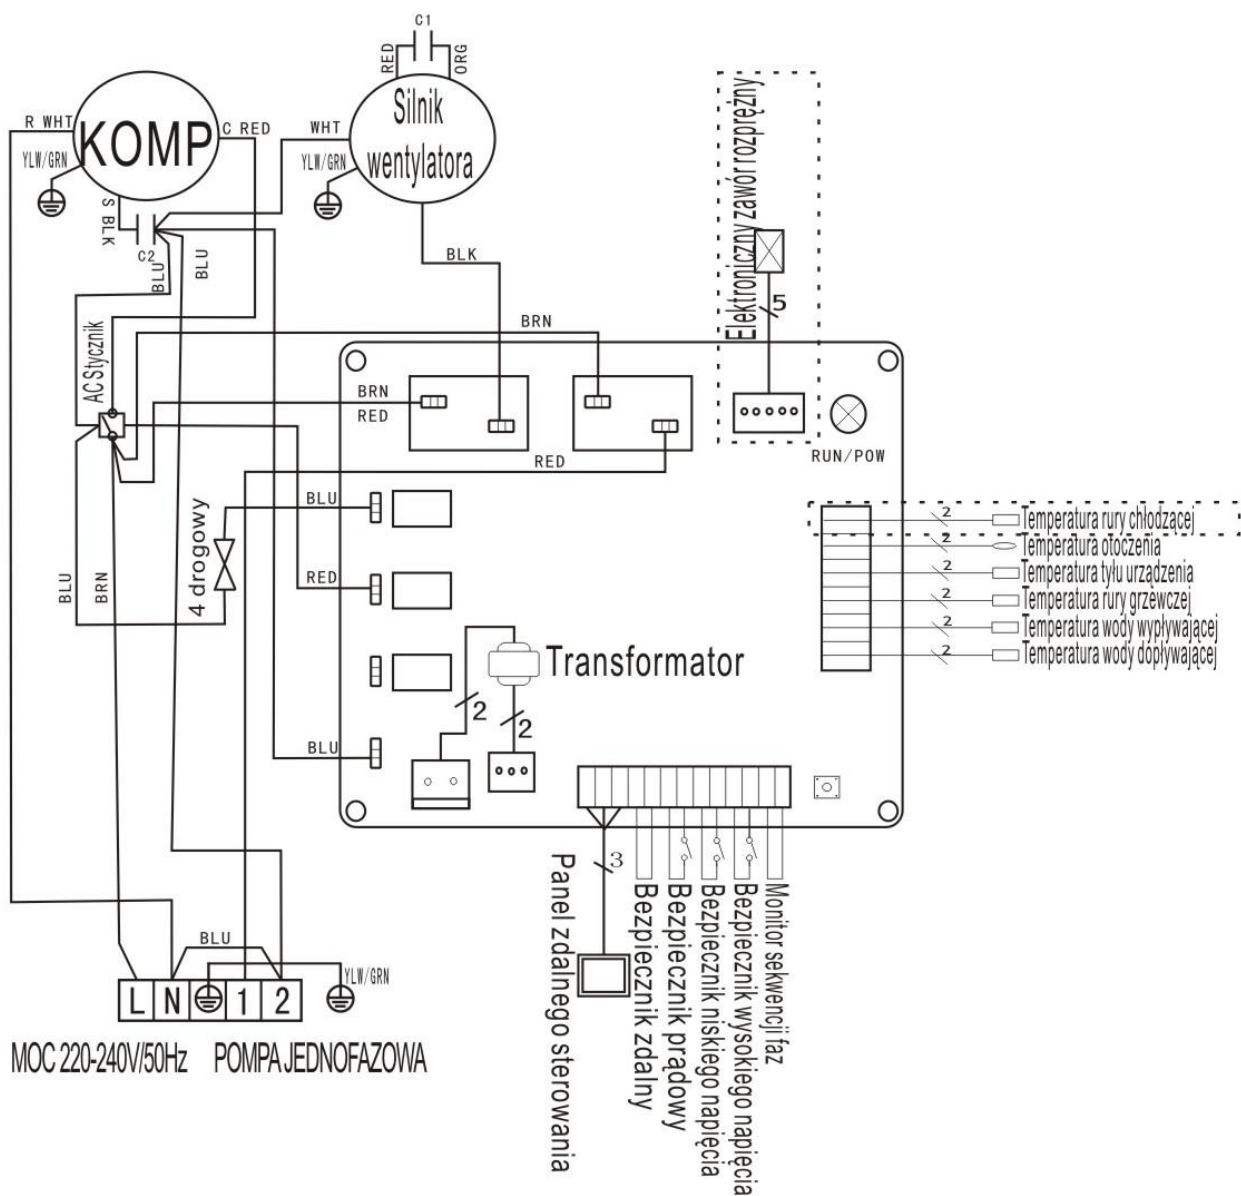 C1
RED
ORG
R WHT
KOMP
C RED
WHT
Silnik
wentylatora
YLW/GRN
YLW/GRN
S BLK
C2
BLU
BLU
BLK
Elektroniczny zawór rozprężny
5
BRN
AC Stycznik
BRN
RED
RUN/POW
RED
BLU
4 drogowy
BLU
BRN
RED
Transformator
2
2
BLU
2
Temperatura rury chłodzącej
2
Temperatura otoczenia
2
Temperatura tyłu urządzenia
2
Temperatura rury grzewczej
2
Temperatura wody wypływającej
2
Temperatura wody dopływającej
3
Panel zdalnego sterowania
Bezpiecznik zdalny
Bezpiecznik prądowy
Bezpiecznik niskiego napięcia
Bezpiecznik wysokiego napięcia
Monitor sekwencji faz
BLU
YLW/GRN
L N 1 2
MOC 220-240V/50Hz POMPA JEDNOFAZOWA